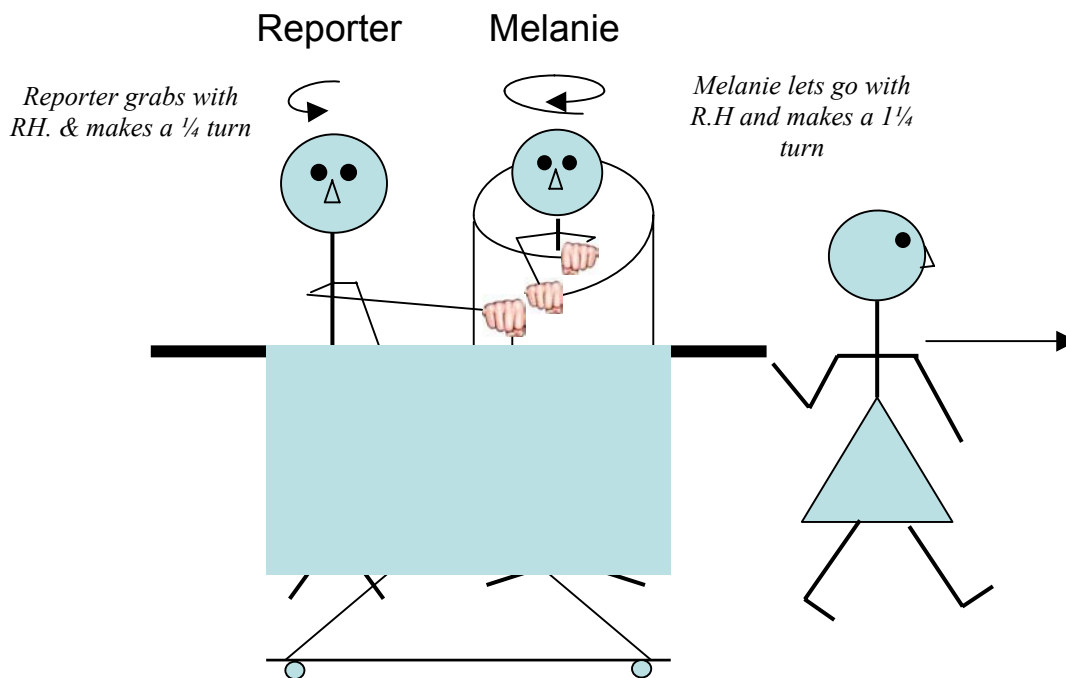 Reporter
Melanie
Reporter grabs with
RH. & makes a ¼ turn
Melanie lets go with
R.H and makes a 1¼
turn